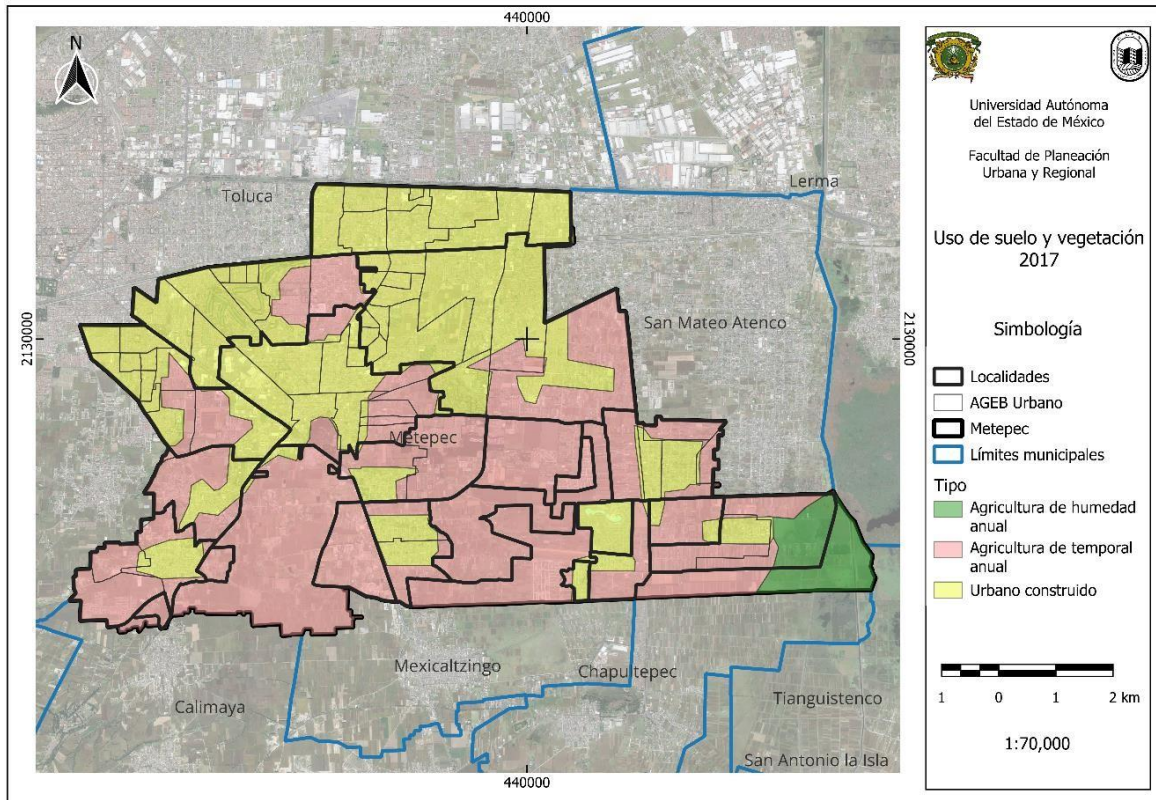 440000
N
Toluca
Lerma
2130000
San Mateo Atenco
2130000
Metepec
Mexicaltzingo
Chapultepec
Calimaya
Tianguistenco
San Antonio la Isla
440000
Universidad Autónoma
del Estado de México
Facultad de Planeación
Urbana y Regional
Uso de suelo y vegetación
2017
Simbología
Localidades
AGEB Urbano
Metepec
Límites municipales
Tipo
Agricultura de humedad
anual
Agricultura de temporal
anual
Urbano construido
1 0 1 2 km
1:70,000